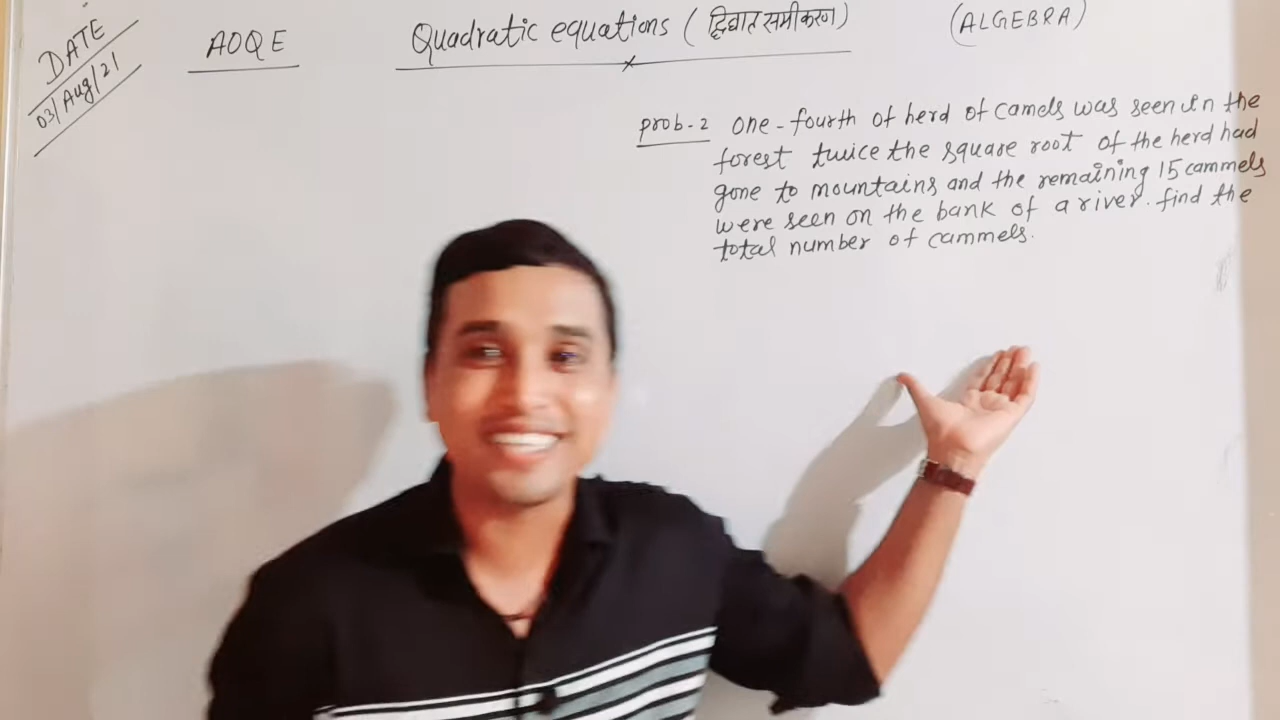 DATE
03/Aug/21
AOQE
Quadratic equations (द्विघात समीकरण)
(ALGEBRA)
prob-2 one-fourth of herd of camels was seen in the
forest twice the square root of the herd had
gone to mountains and the remaining 15 cammels
were seen on the bank of a river. find the
total number of cammels.